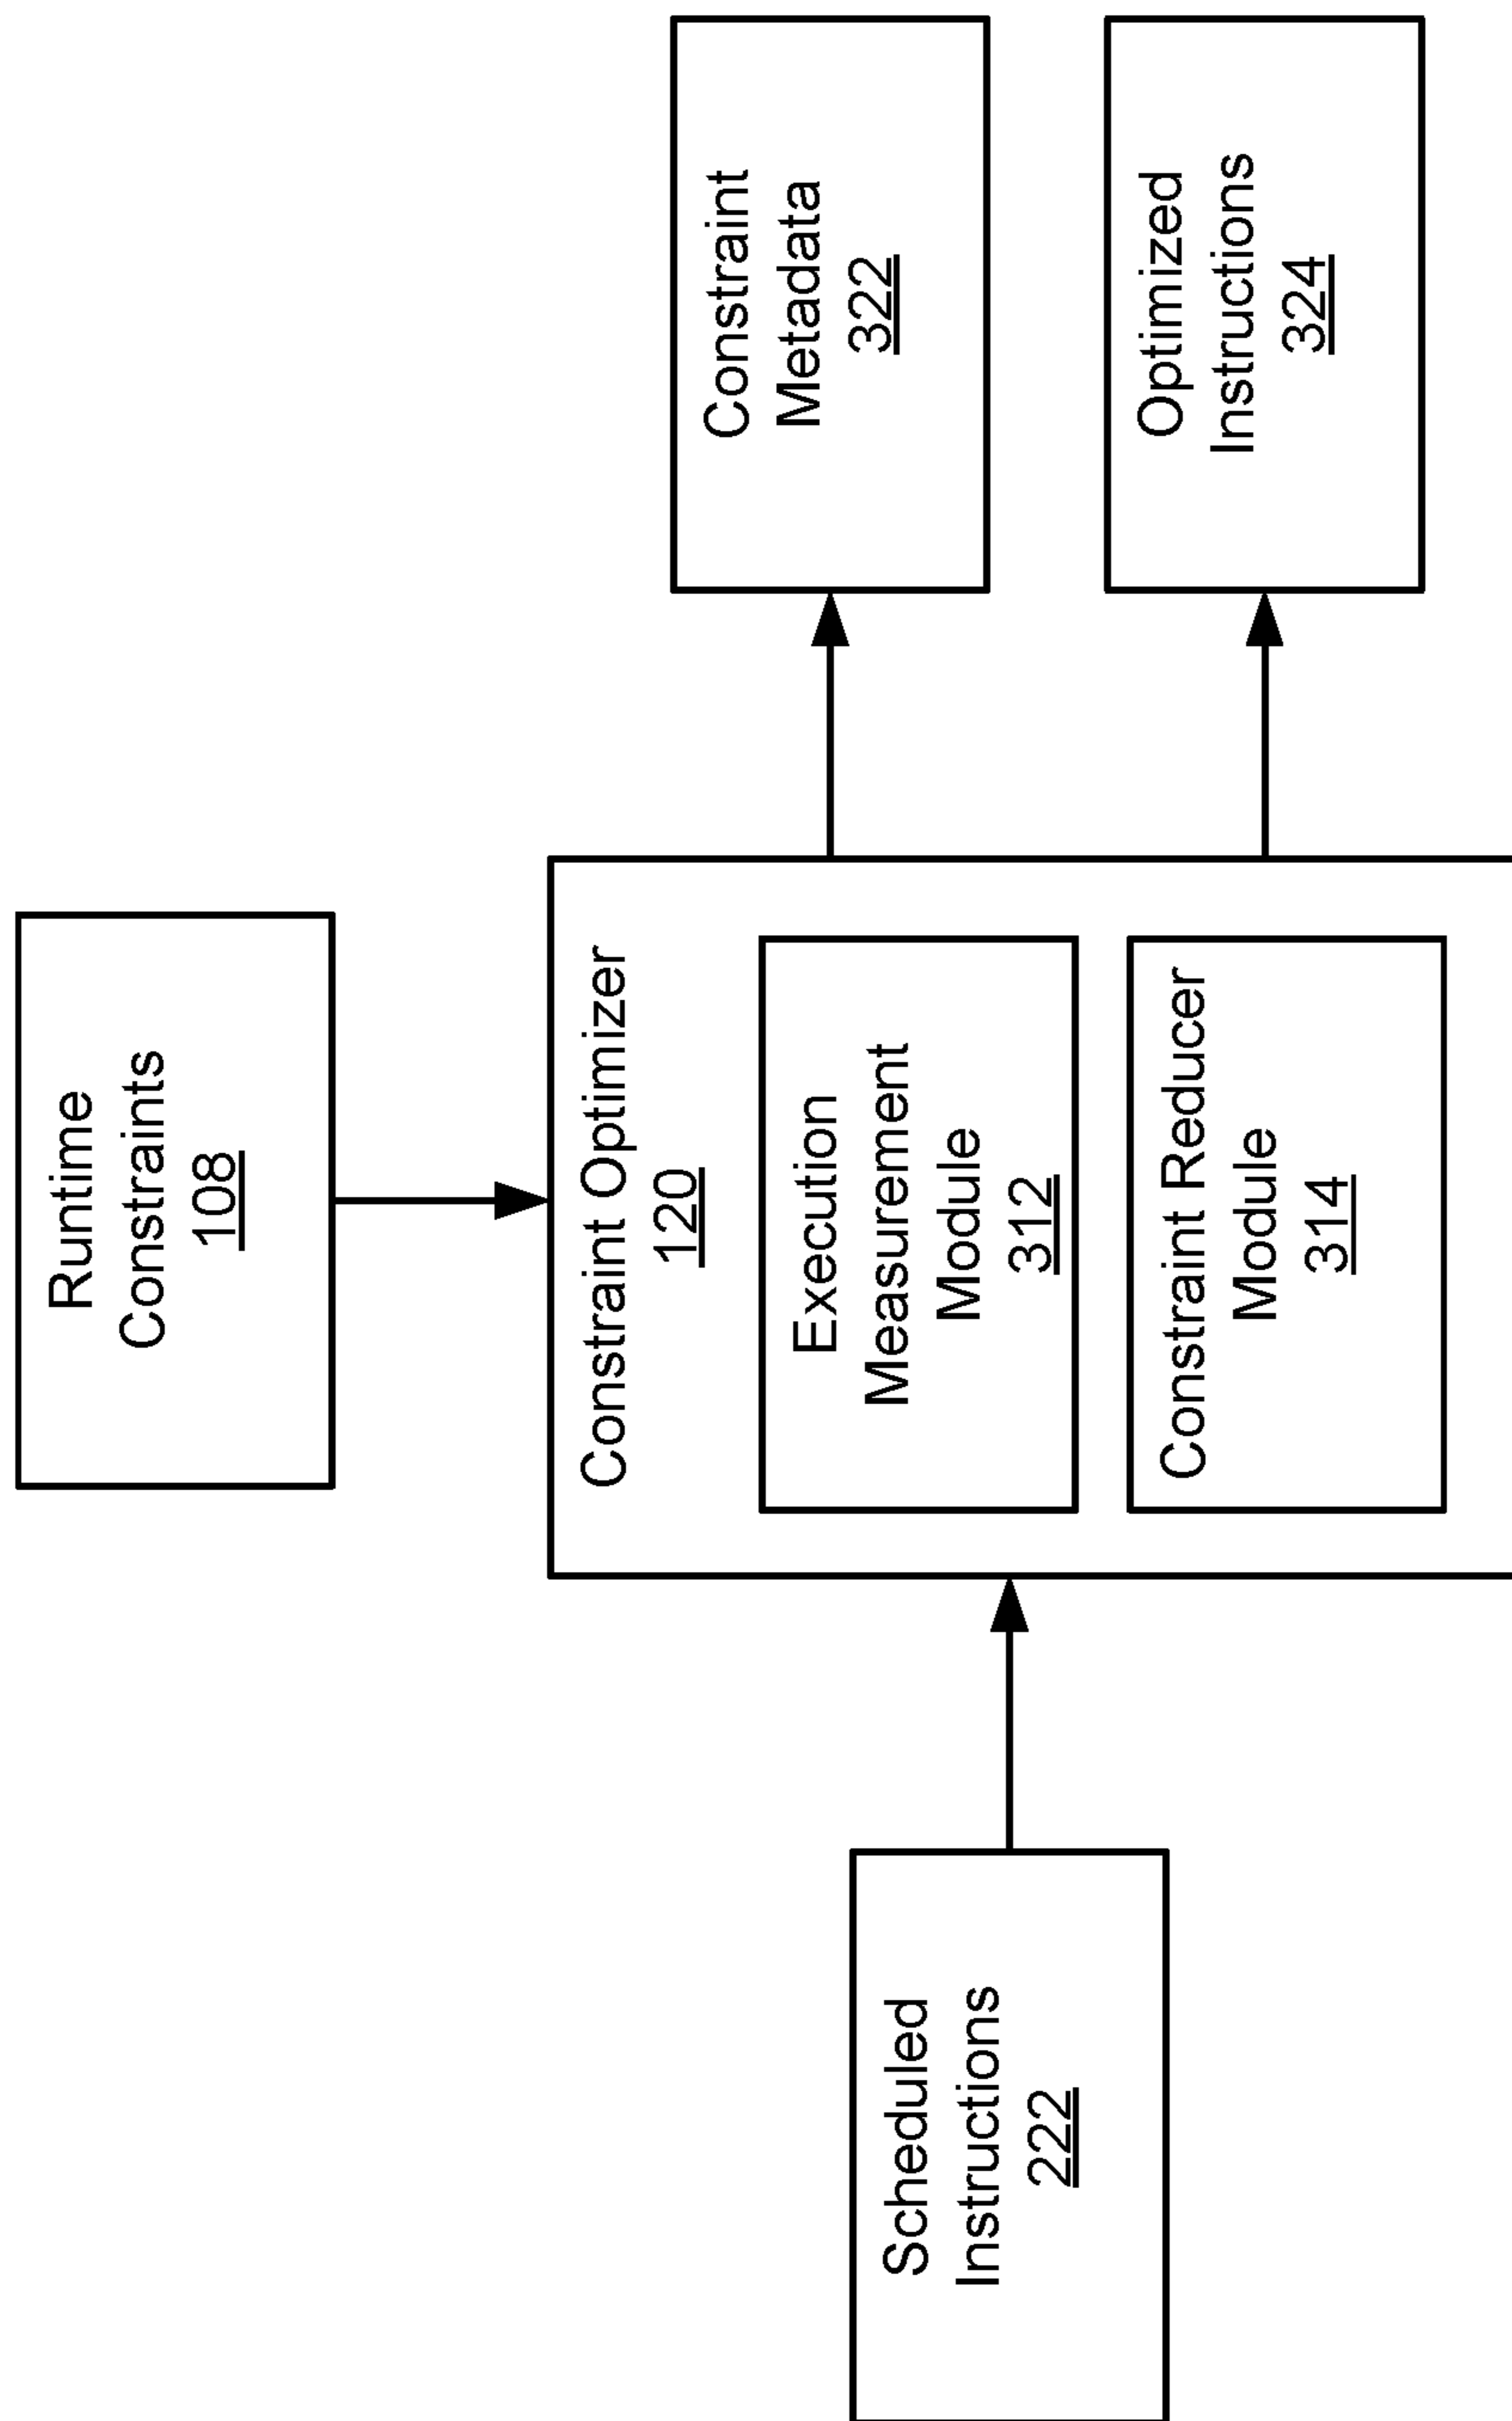 Runtime
Constraints
108
Scheduled
Instructions
222
Constraint Optimizer
120
Execution
Measurement
Module
312
Constraint Reducer
Module
314
Constraint
Metadata
322
Optimized
Instructions
324